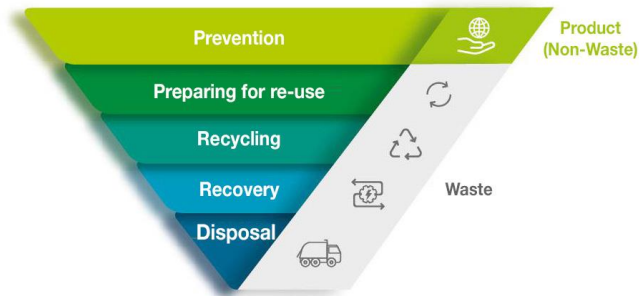 Prevention
Product
(Non-Waste)
Preparing for re-use
Recycling
Recovery
Waste
Disposal